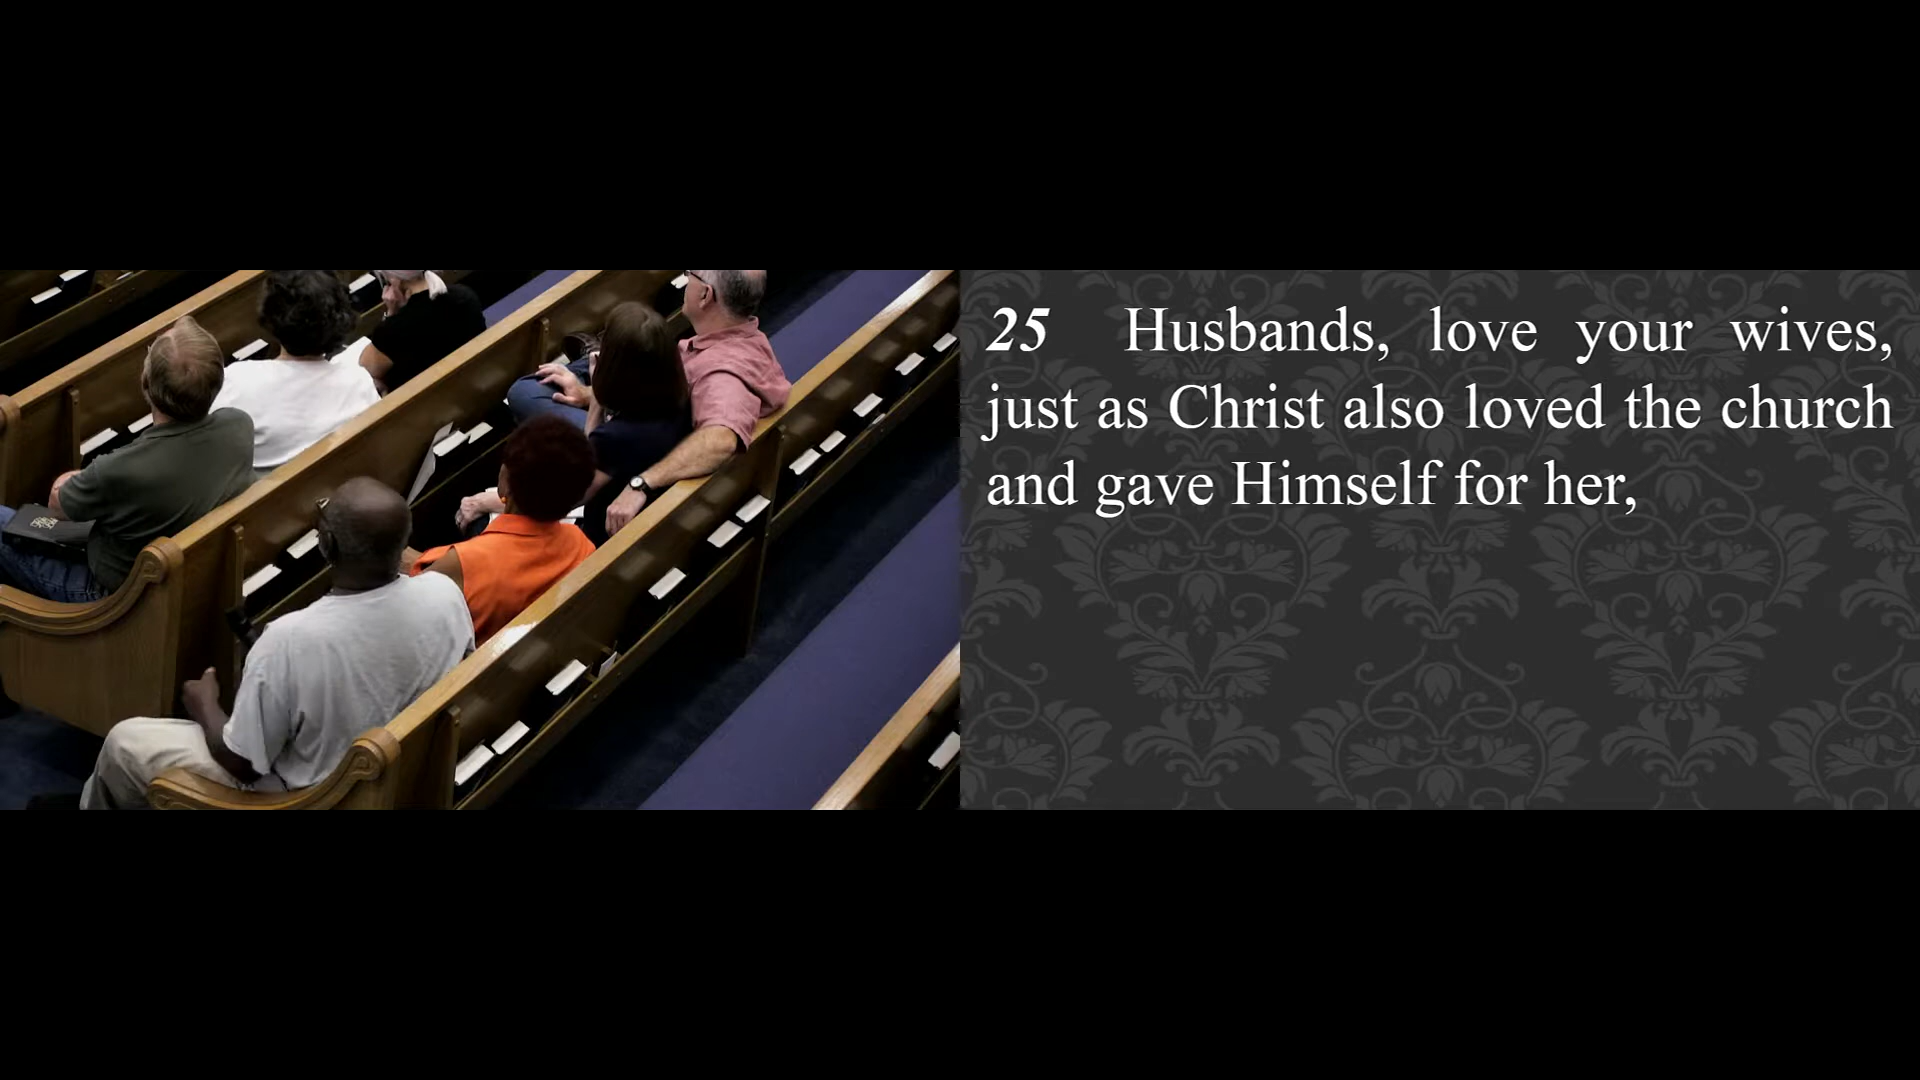 25 Husbands, love your wives,
just as Christ also loved the church
and gave Himself for her,